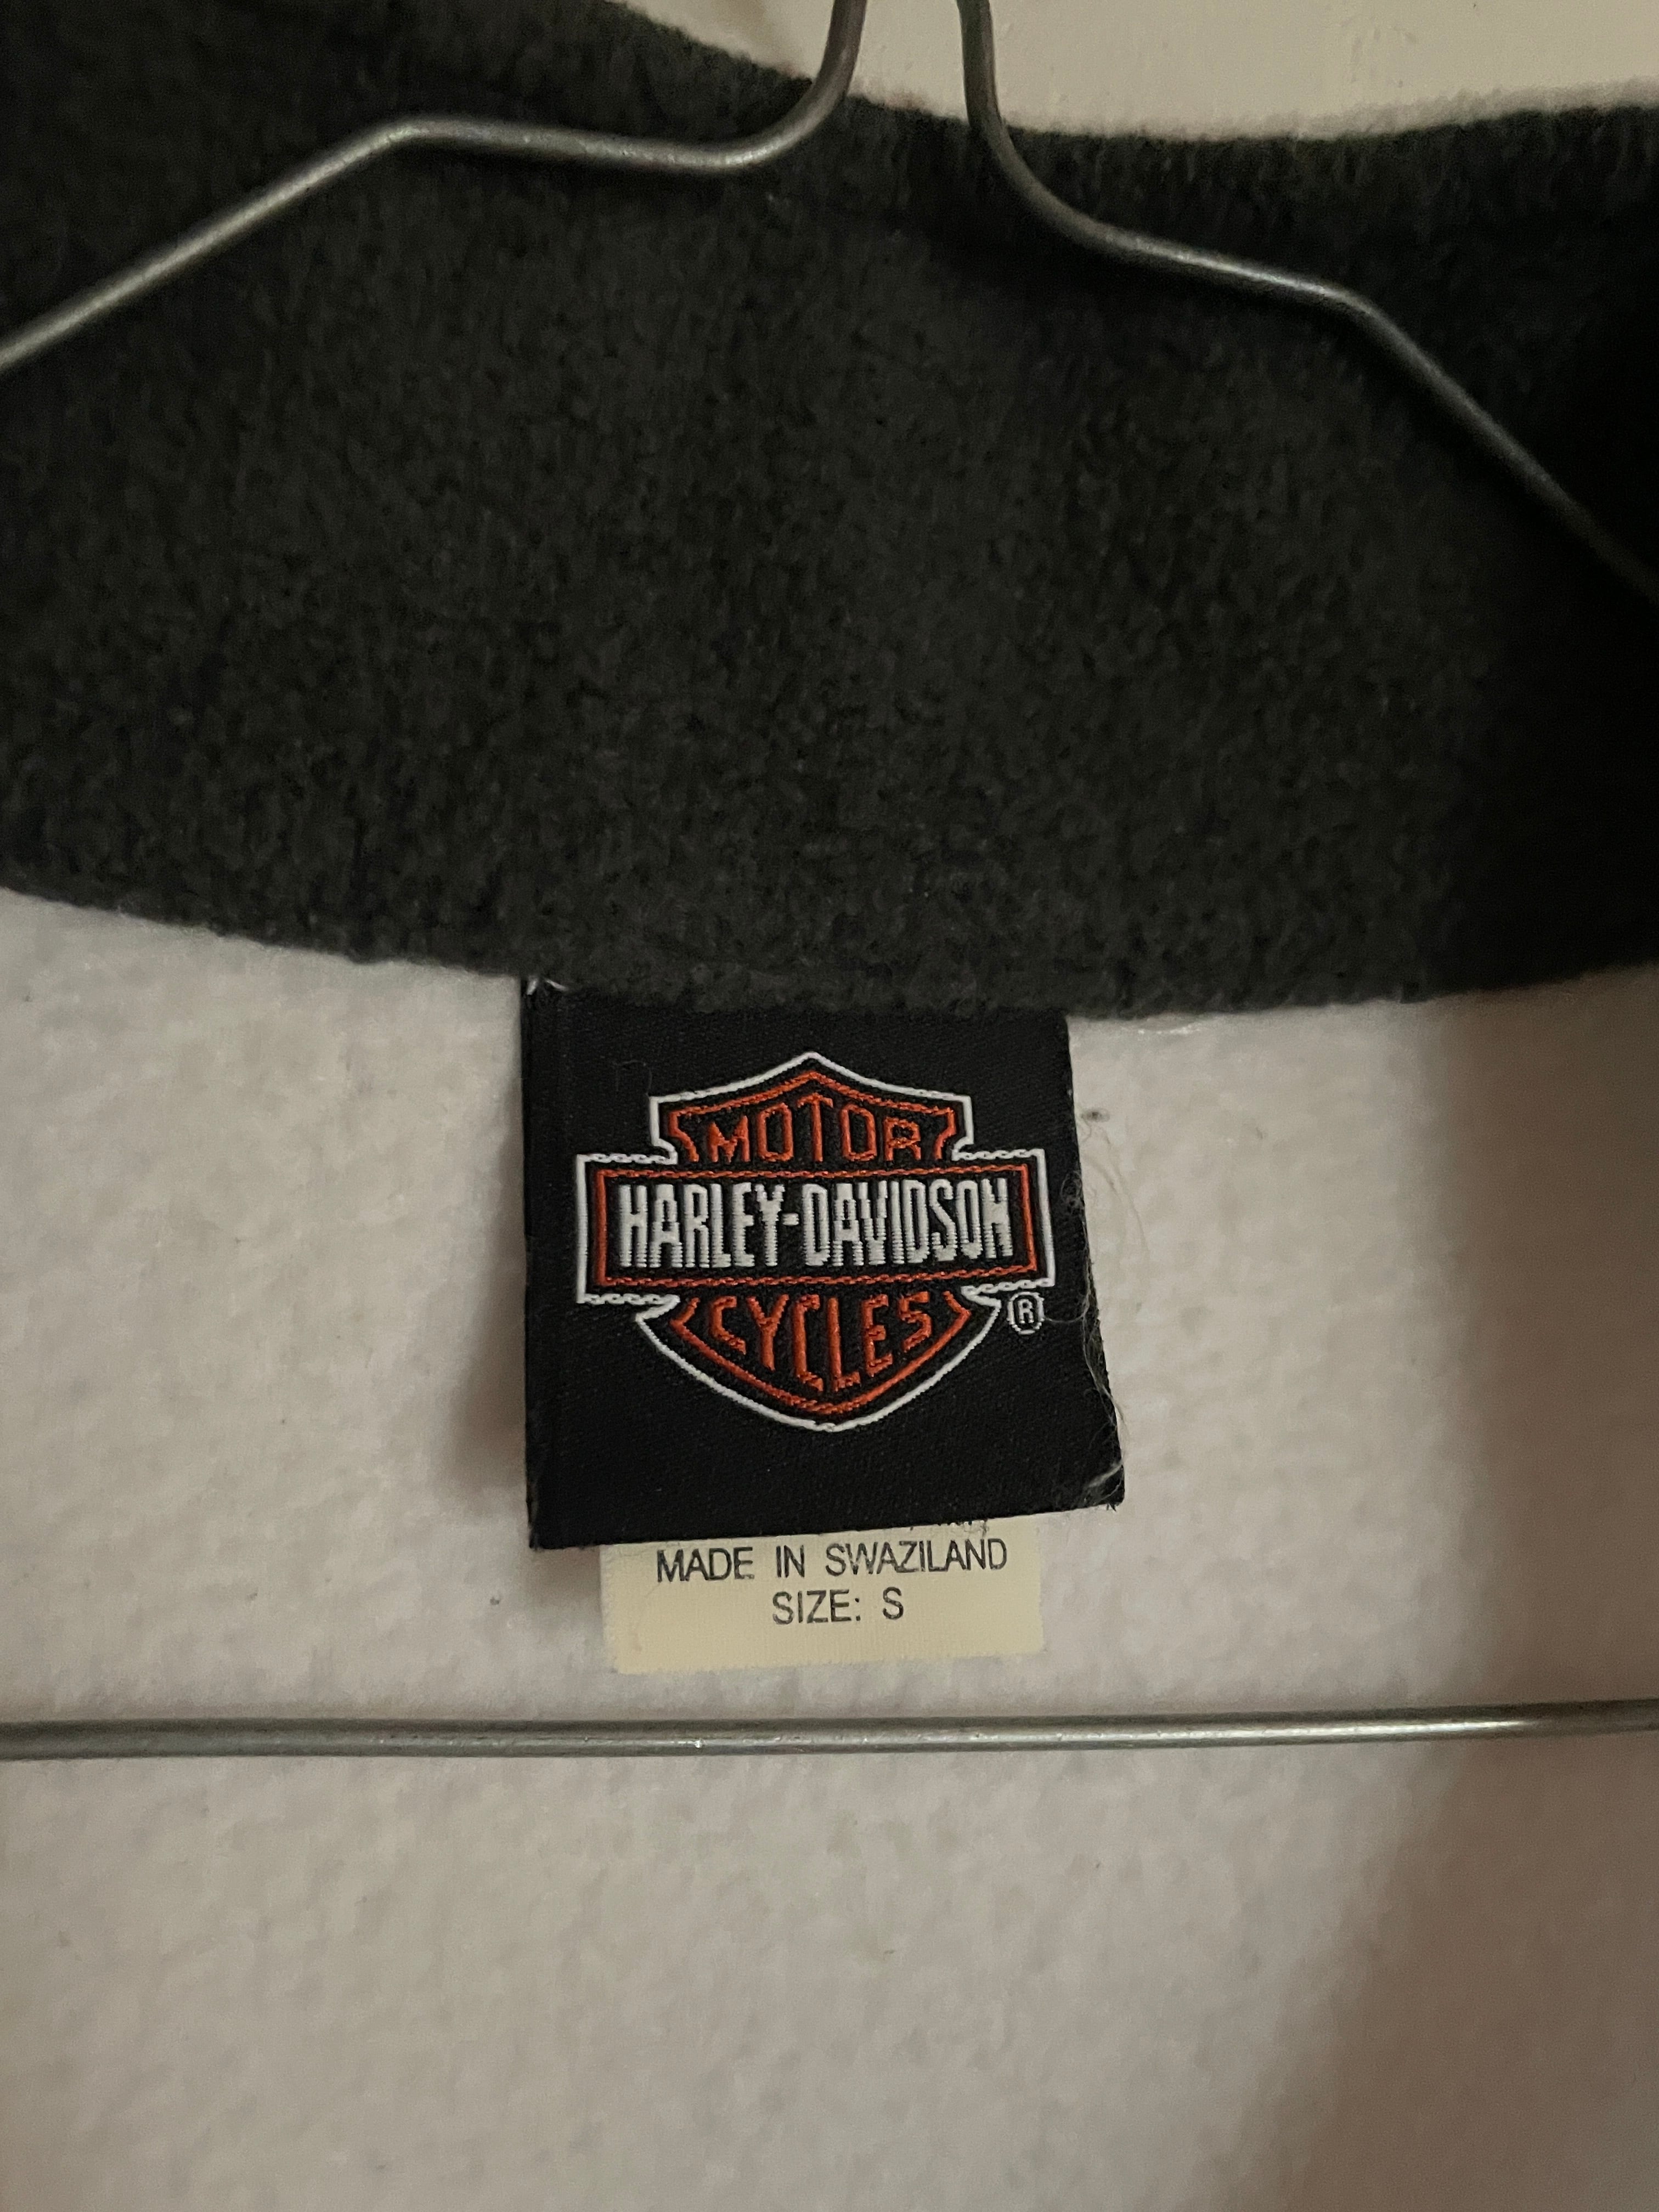 MOTOR
HARLEY-DAVIDSON
CYCLES
®
MADE IN SWAZILAND
SIZE: S